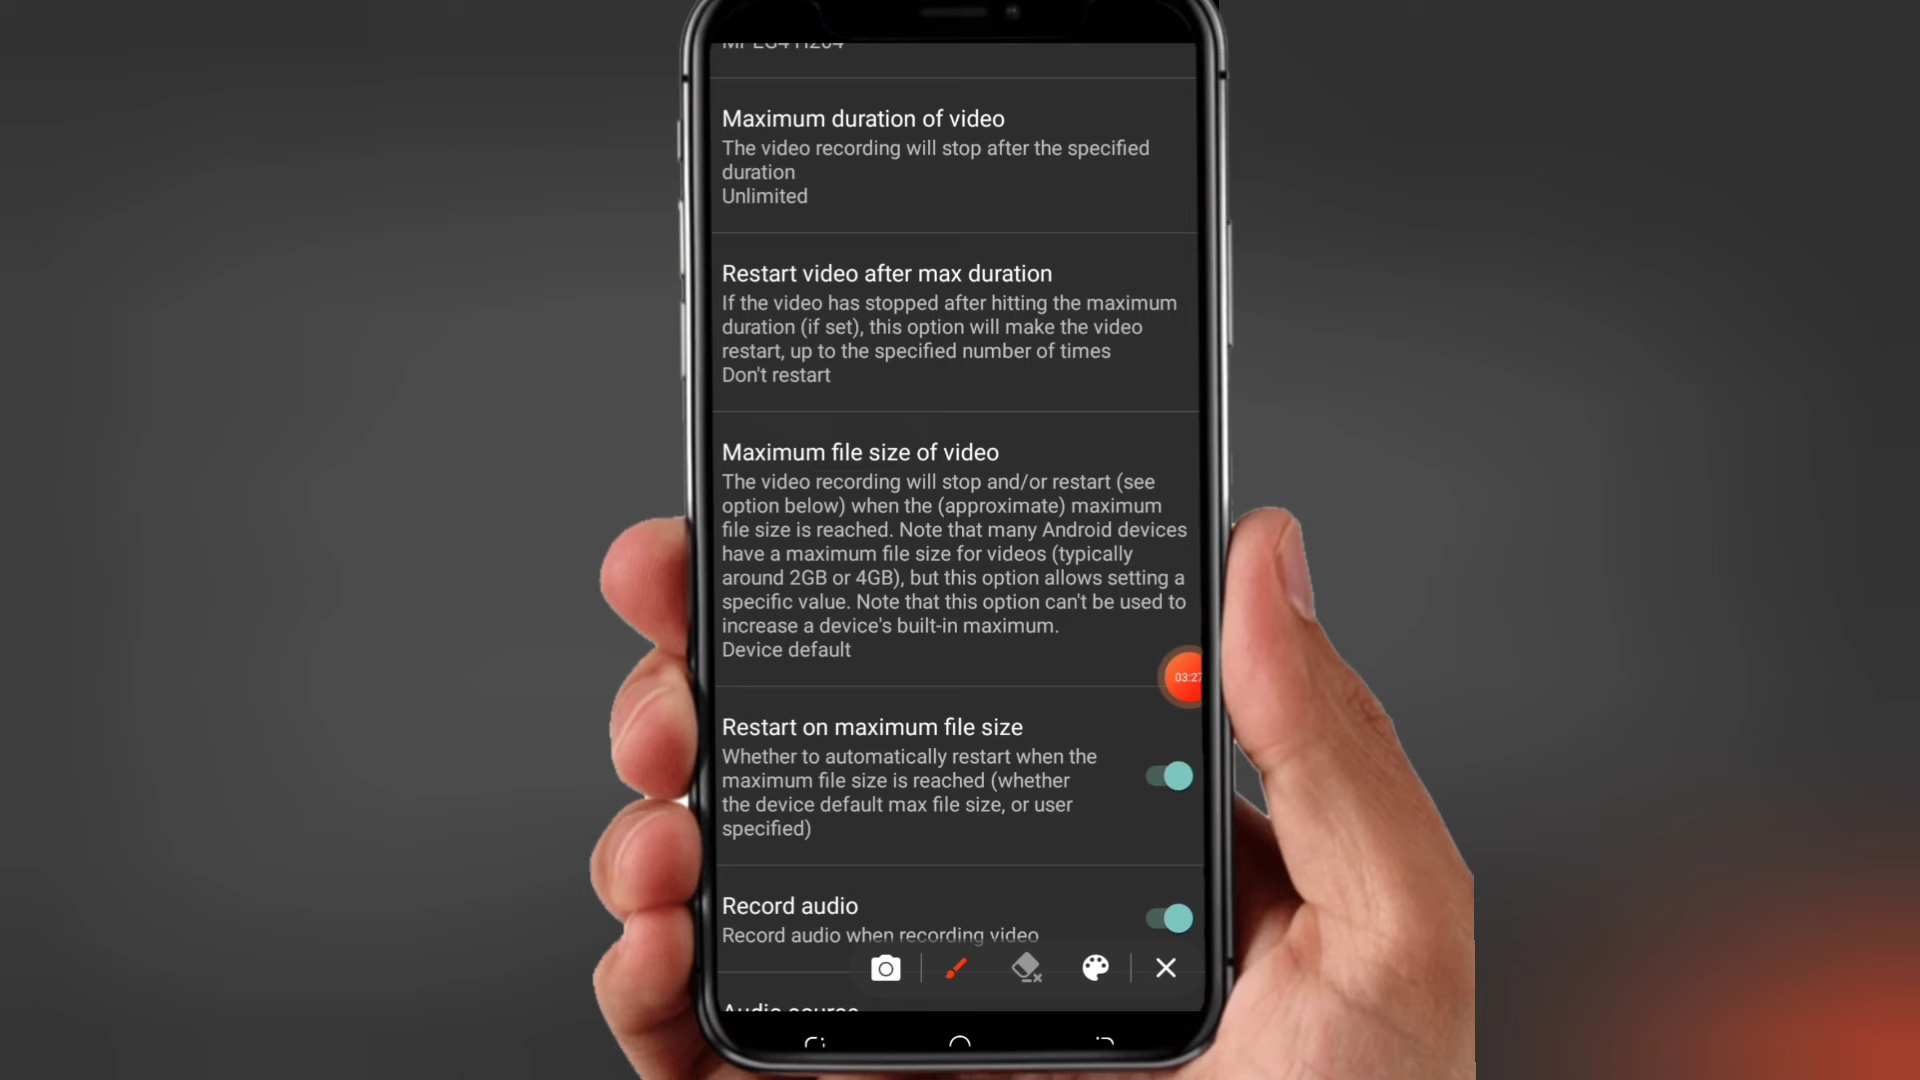 MPEG4 H264
Maximum duration of video
The video recording will stop after the specified
duration
Unlimited
Restart video after max duration
If the video has stopped after hitting the maximum
duration (if set), this option will make the video
restart, up to the specified number of times
Don't restart
Maximum file size of video
The video recording will stop and/or restart (see
option below) when the (approximate) maximum
file size is reached. Note that many Android devices
have a maximum file size for videos (typically
around 2GB or 4GB), but this option allows setting a
specific value. Note that this option can't be used to
increase a device's built-in maximum.
Device default
03:27
Restart on maximum file size
Whether to automatically restart when the
maximum file size is reached (whether
the device default max file size, or user
specified)
Record audio
Record audio when recording video
Audio source